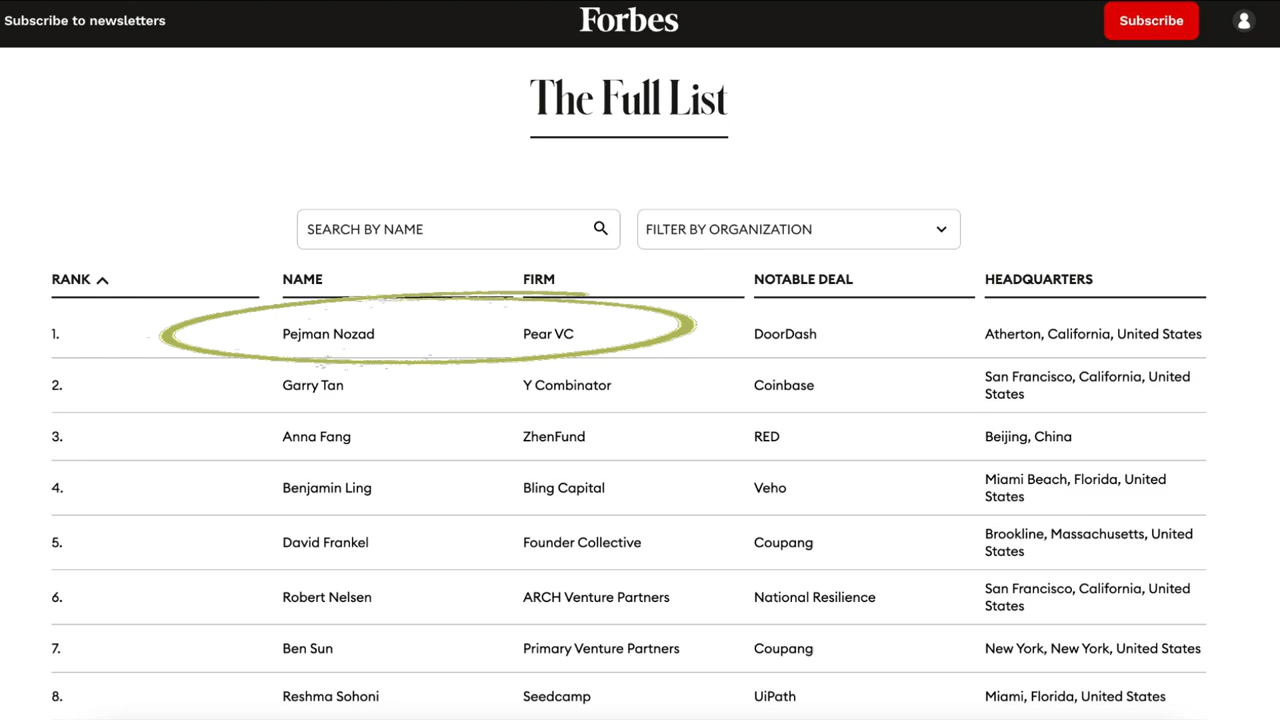 Subscribe to newsletters
Forbes
Subscribe
The Full List
SEARCH BY NAME
FILTER BY ORGANIZATION
RANK NAME FIRM NOTABLE DEAL HEADQUARTERS
1. Pejman Nozad Pear VC DoorDash Atherton, California, United States
2. Garry Tan Y Combinator Coinbase San Francisco, California, United
States
3. Anna Fang ZhenFund RED Beijing, China
4. Benjamin Ling Bling Capital Veho Miami Beach, Florida, United
States
5. David Frankel Founder Collective Coupang Brookline, Massachusetts, United
States
6. Robert Nelsen ARCH Venture Partners National Resilience San Francisco, California, United
States
7. Ben Sun Primary Venture Partners Coupang New York, New York, United States
8. Reshma Sohoni Seedcamp UiPath Miami, Florida, United States